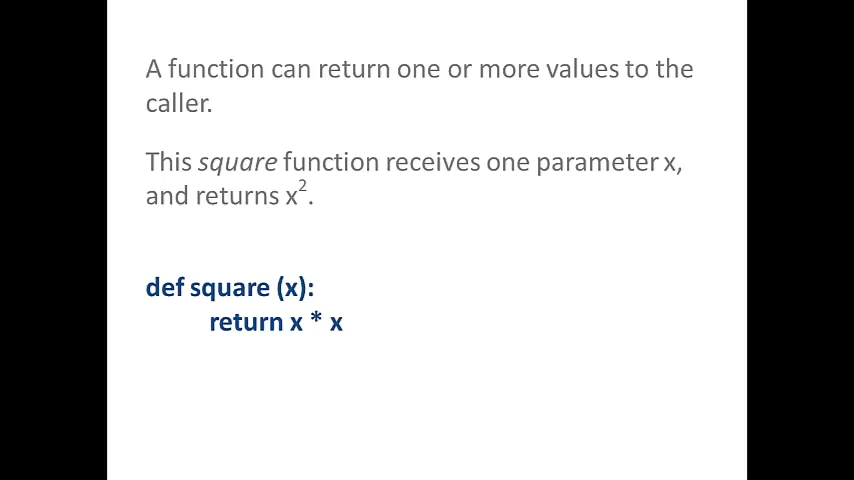 A function can return one or more values to the
caller.
This square function receives one parameter x,
and returns x².
def square (x):
return x * x